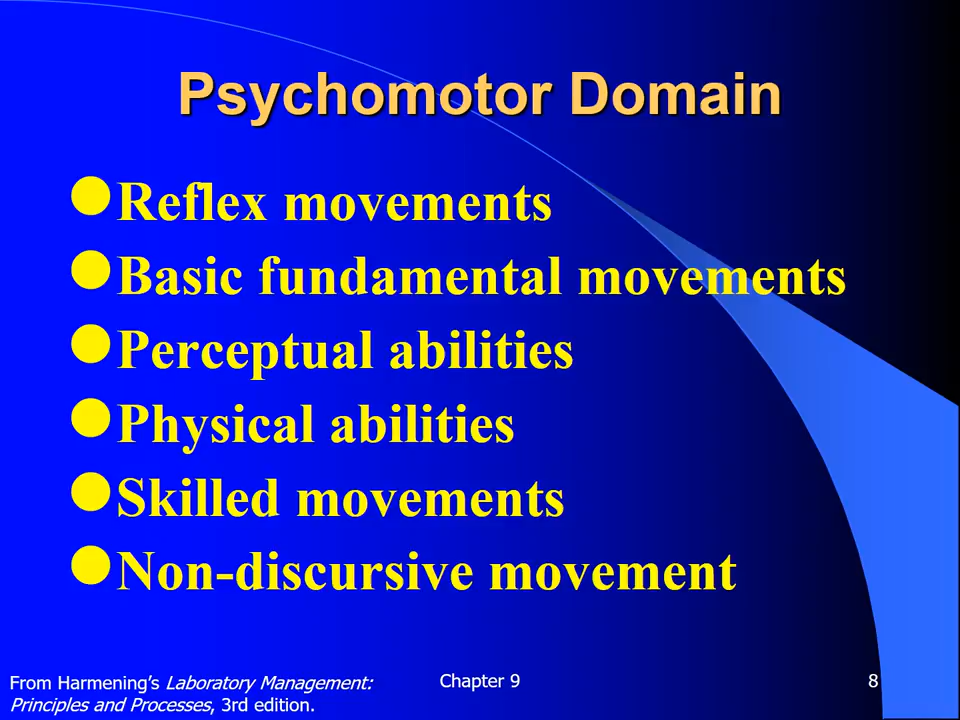 Psychomotor Domain
Reflex movements
Basic fundamental movements
Perceptual abilities
Physical abilities
Skilled movements
Non-discursive movement
From Harmening’s Laboratory Management:
Principles and Processes, 3rd edition.
Chapter 9
8